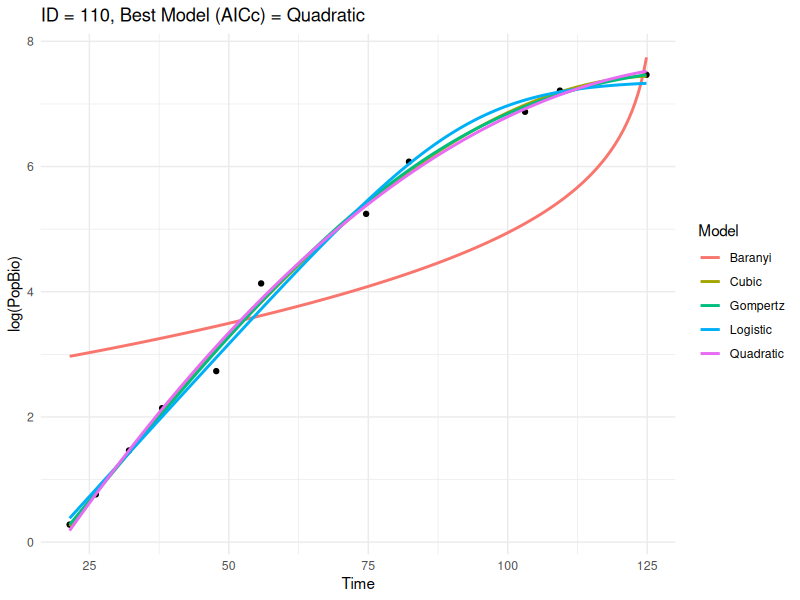 ID = 110, Best Model (AICc) = Quadratic
8
6
4
2
0
log(PopBio)
25
50
75
100
125
Time
Model
Baranyi
Cubic
Gompertz
Logistic
Quadratic